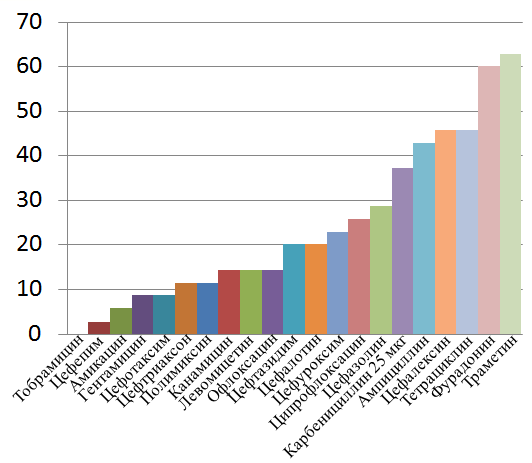 70
60
50
40
30
20
10
0
Тобрамицин
Цефепим
Амикацин
Гентамицин
Цефотаксим
Цефтриаксон
Полимиксин
Канамицин
Левомицетин
Офлоксацин
Цефтазидим
Цефалотин
Цефуроксим
Ципрофлоксацин
Цефазолин
Карбенициллин 25 мкг
Ампициллин
Цефалексин
Тетрациклин
Фурадонин
Траметин